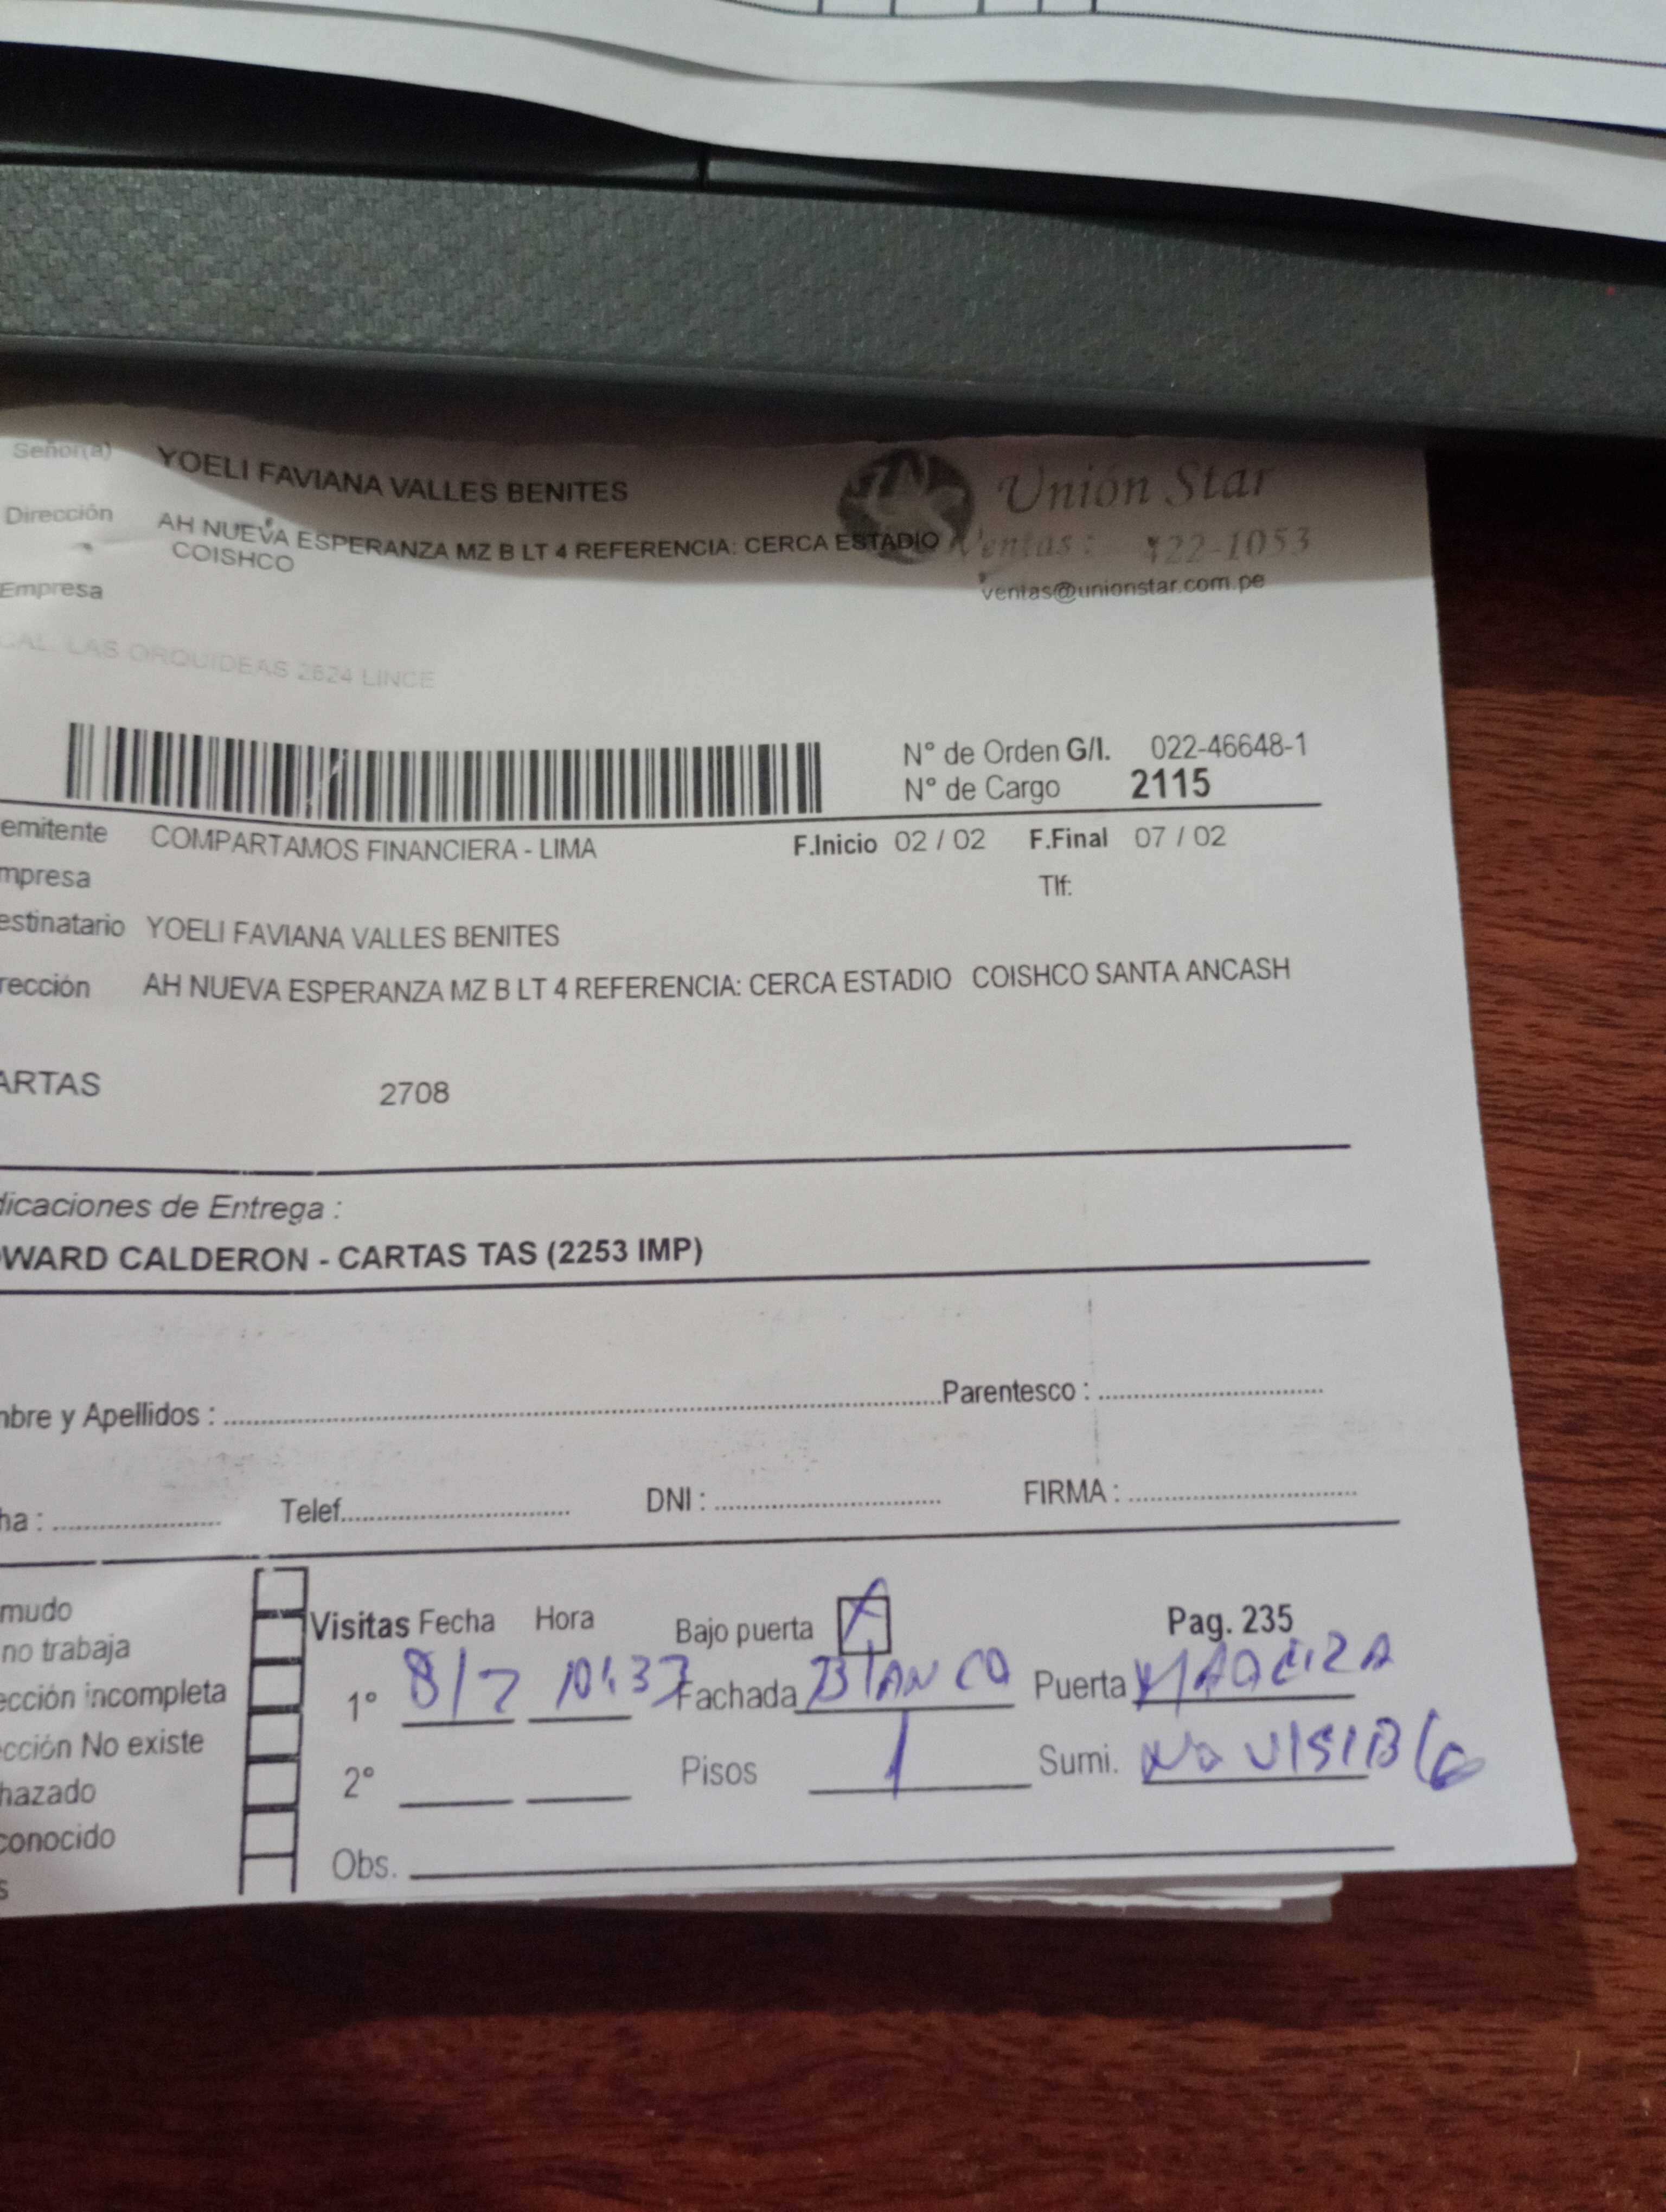 Señor(a) YOELI FAVIANA VALLES BENITES
Unión Star
Dirección AH NUEVA ESPERANZA MZ B LT 4 REFERENCIA: CERCA ESTADIO
COISHCO
Ventas: 422-1053
ventas@unionstar.com.pe
Empresa
CAL. LAS ORQUIDEAS 2624 LINCE
N° de Orden G/I. 022-46648-1
N° de Cargo 2115
emitente COMPARTAMOS FINANCIERA - LIMA F.Inicio 02 / 02 F.Final 07 / 02
mpresa Tlf:
estinatario YOELI FAVIANA VALLES BENITES
rección AH NUEVA ESPERANZA MZ B LT 4 REFERENCIA: CERCA ESTADIO COISHCO SANTA ANCASH
ARTAS 2708
dicaciones de Entrega :
WARD CALDERON - CARTAS TAS (2253 IMP)
mbre y Apellidos : Parentesco :
ha : Telef. DNI : FIRMA :
mudo
Visitas Fecha Hora Bajo puerta X Pag. 235
no trabaja
1° 8/2 10:37 Fachada BlANCO Puerta
ección incompleta
cción No existe
2° Pisos 1 Sumi. No VISIBle
hazado
conocido
Obs.
s